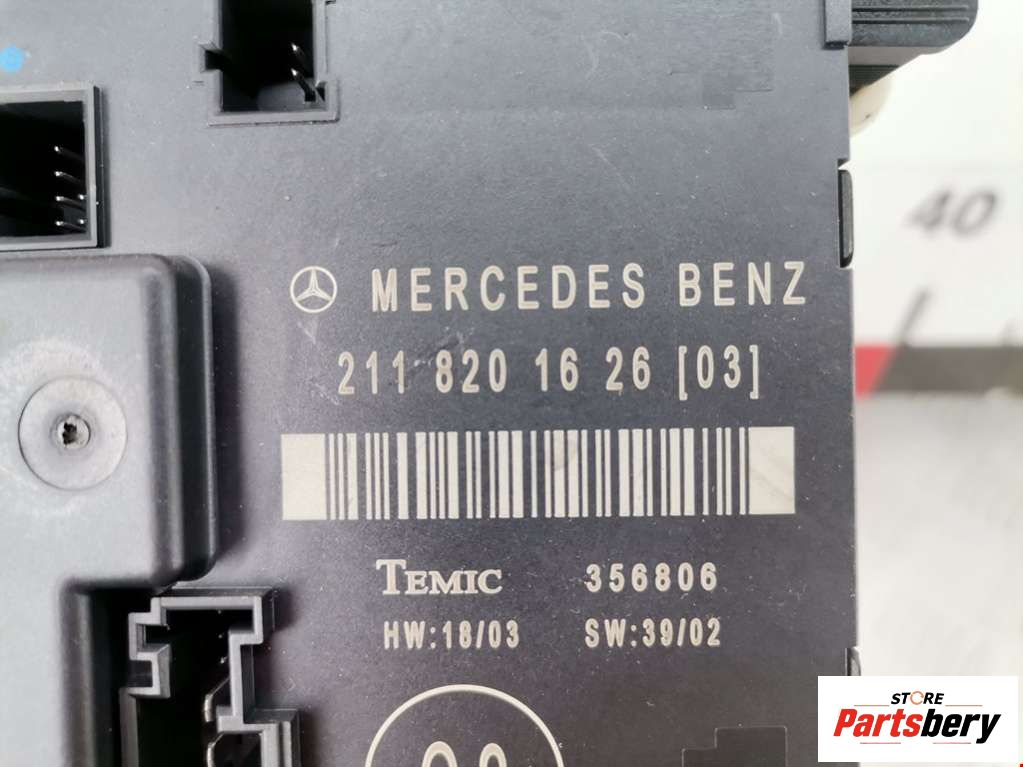 40
MERCEDES BENZ
211 820 16 26 [03]
TEMIC 356806
HW:18/03 SW:39/02
STORE
Partsbery